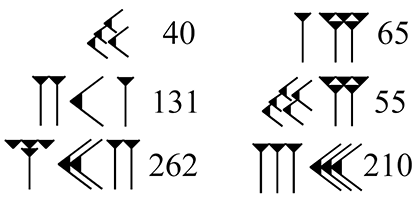 𒐏 40 𒁹 𒐊 65
𒈫 𒌋 𒁹 131 𒐐 𒐊 55
𒐉 𒎙 𒈫 262 𒐈 𒌍 210